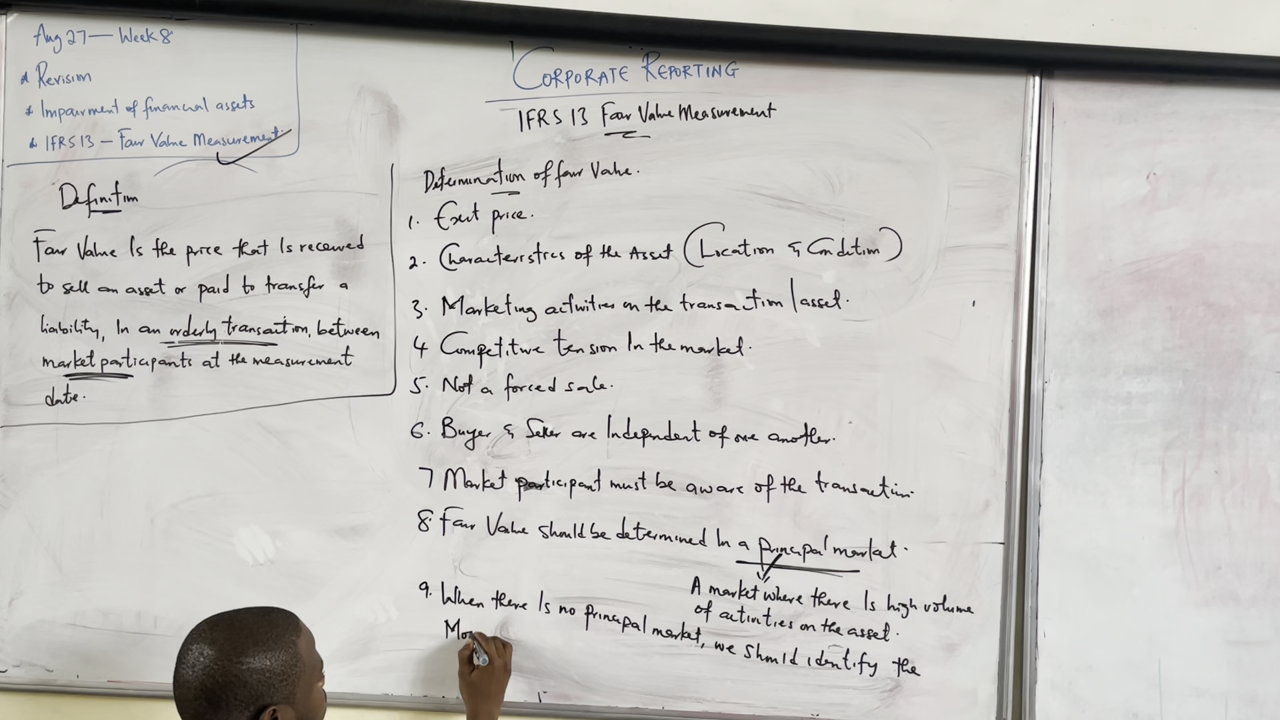 Aug 27 — Week 8
* Revision
* Impairment of financial assets
* IFRS 13 — Fair Value Measurement
Definition
Fair Value Is the price that Is received
to sell an asset or paid to transfer a
liability, In an orderly transaction, between
market participants at the measurement
date.
CORPORATE REPORTING
IFRS 13 Fair Value Measurement
Determination of fair Value.
1. Exit price.
2. Characteristics of the Asset (Location & Condition)
3. Marketing activities on the transaction / asset.
4 Competitive tension In the market.
5. Not a forced sale.
6. Buyer & Seller are Independent of one another.
7 Market participant must be aware of the transaction.
8. Fair Value should be determined In a principal market.
A market where there Is high volume
of activities on the asset.
9. When there Is no principal market, we should identify the
Mo